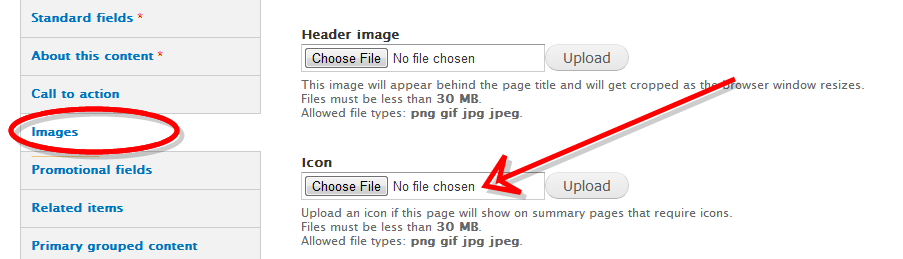 Standard fields *
About this content *
Call to action
Images
Promotional fields
Related items
Primary grouped content
Header image
Choose File No file chosen Upload
This image will appear behind the page title and will get cropped as the browser window resizes.
Files must be less than 30 MB.
Allowed file types: png gif jpg jpeg.
Icon
Choose File No file chosen Upload
Upload an icon if this page will show on summary pages that require icons.
Files must be less than 30 MB.
Allowed file types: png gif jpg jpeg.